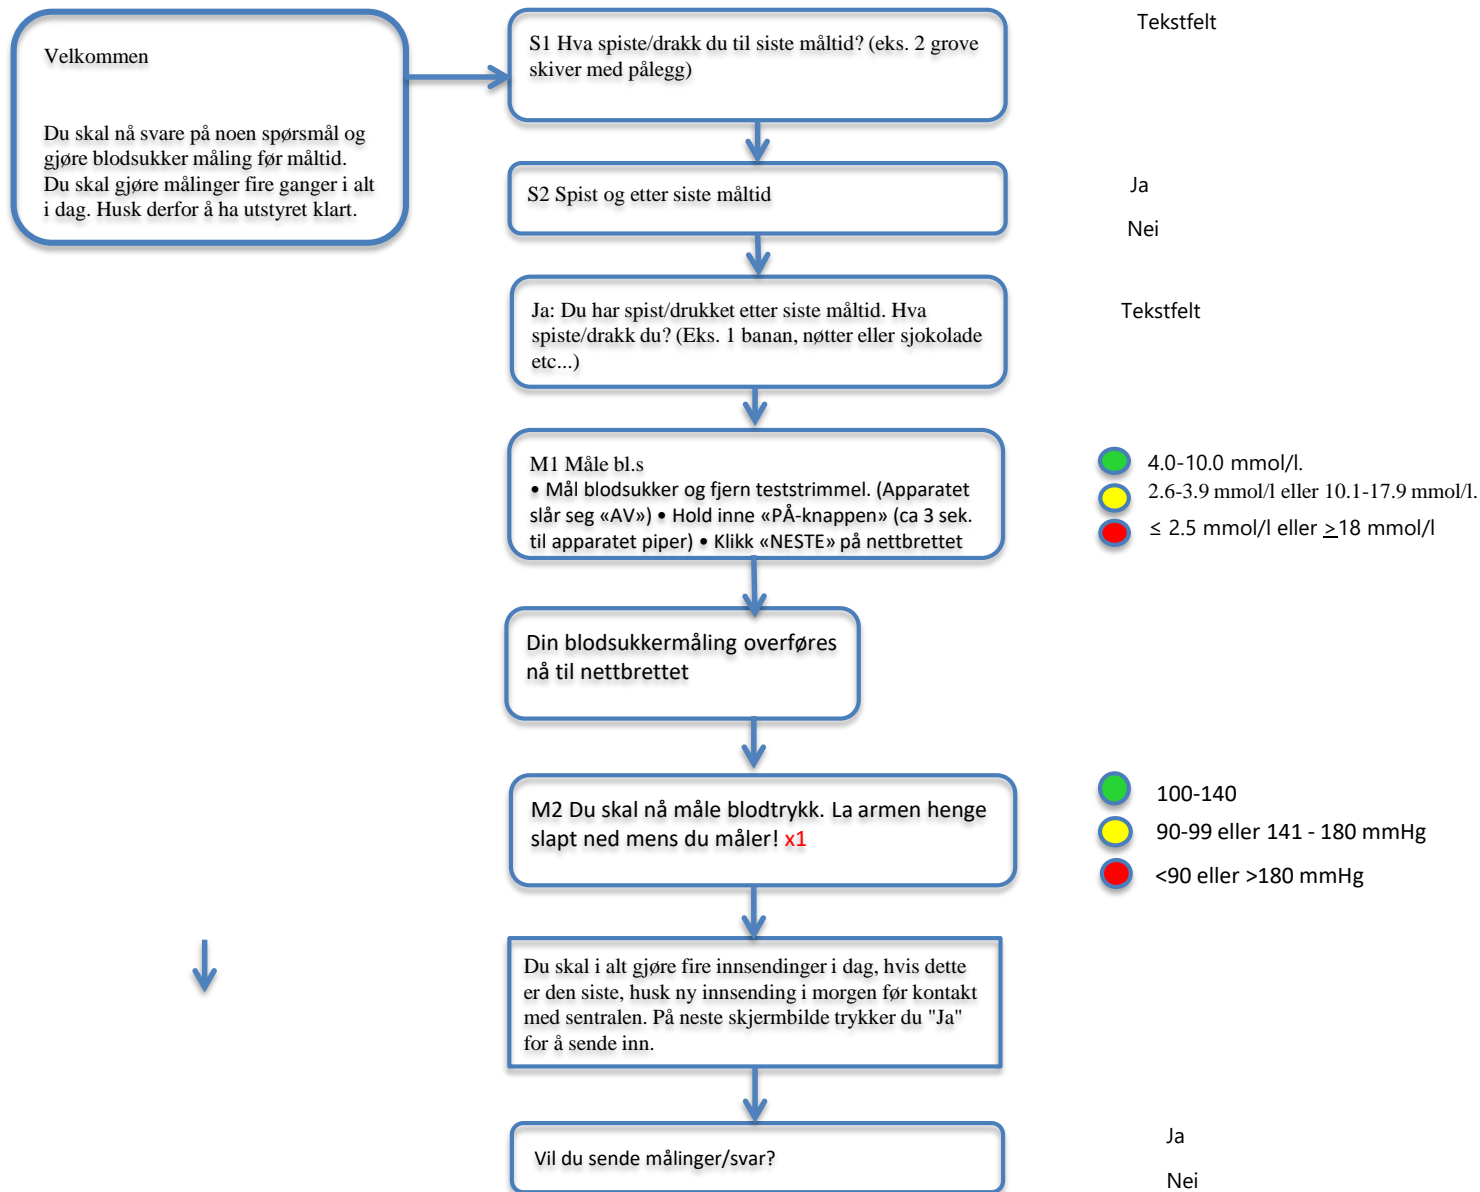 Velkommen
Du skal nå svare på noen spørsmål og
gjøre blodsukker måling før måltid.
Du skal gjøre målinger fire ganger i alt
i dag. Husk derfor å ha utstyret klart.
S1 Hva spiste/drakk du til siste måltid? (eks. 2 grove
skiver med pålegg)
Tekstfelt
S2 Spist og etter siste måltid
Ja
Nei
Ja: Du har spist/drukket etter siste måltid. Hva
spiste/drakk du? (Eks. 1 banan, nøtter eller sjokolade
etc...)
Tekstfelt
M1 Måle bl.s
• Mål blodsukker og fjern teststrimmel. (Apparatet
slår seg «AV») • Hold inne «PÅ-knappen» (ca 3 sek.
til apparatet piper) • Klikk «NESTE» på nettbrettet
4.0-10.0 mmol/l.
2.6-3.9 mmol/l eller 10.1-17.9 mmol/l.
≤ 2.5 mmol/l eller ≥18 mmol/l
Din blodsukkermåling overføres
nå til nettbrettet
M2 Du skal nå måle blodtrykk. La armen henge
slapt ned mens du måler! x1
100-140
90-99 eller 141 - 180 mmHg
<90 eller >180 mmHg
Du skal i alt gjøre fire innsendinger i dag, hvis dette
er den siste, husk ny innsending i morgen før kontakt
med sentralen. På neste skjermbilde trykker du "Ja"
for å sende inn.
Vil du sende målinger/svar?
Ja
Nei